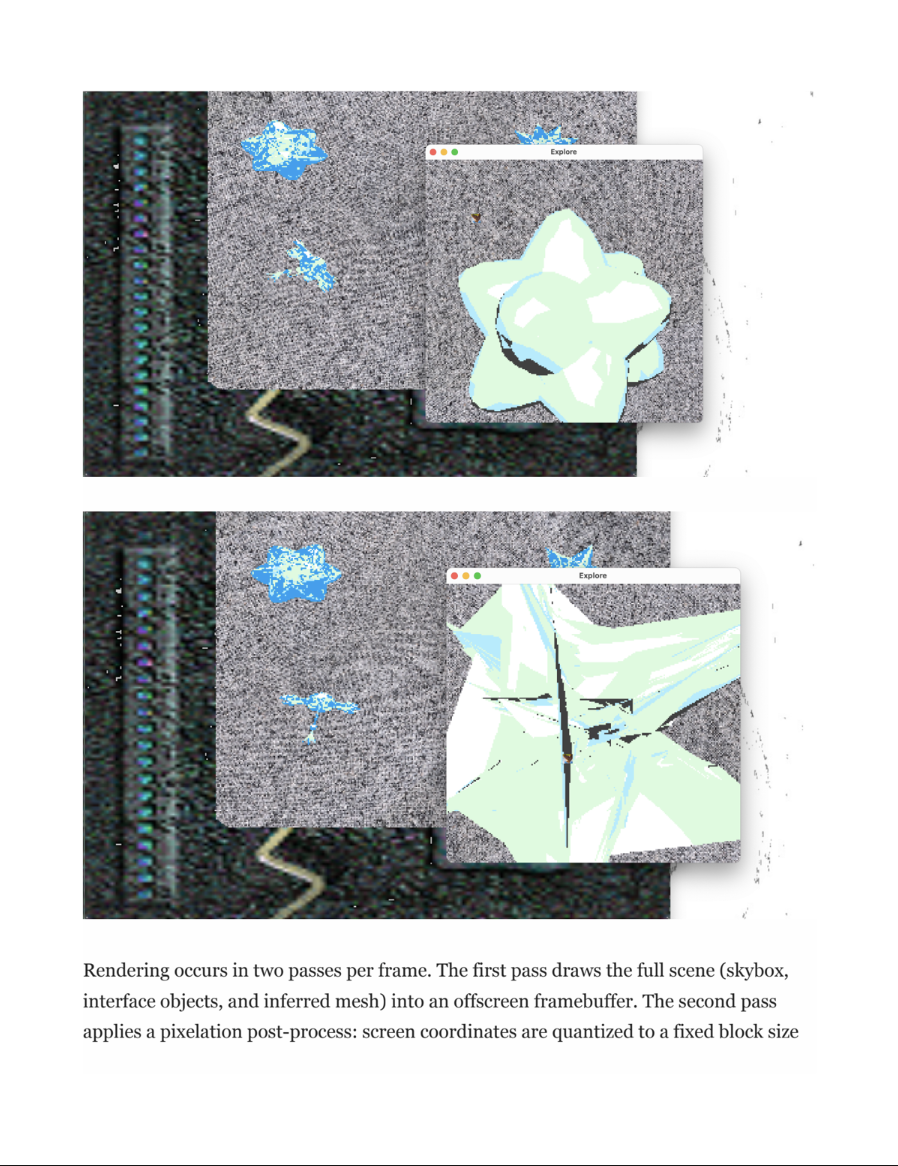 Explore
Explore
Rendering occurs in two passes per frame. The first pass draws the full scene (skybox,
interface objects, and inferred mesh) into an offscreen framebuffer. The second pass
applies a pixelation post-process: screen coordinates are quantized to a fixed block size